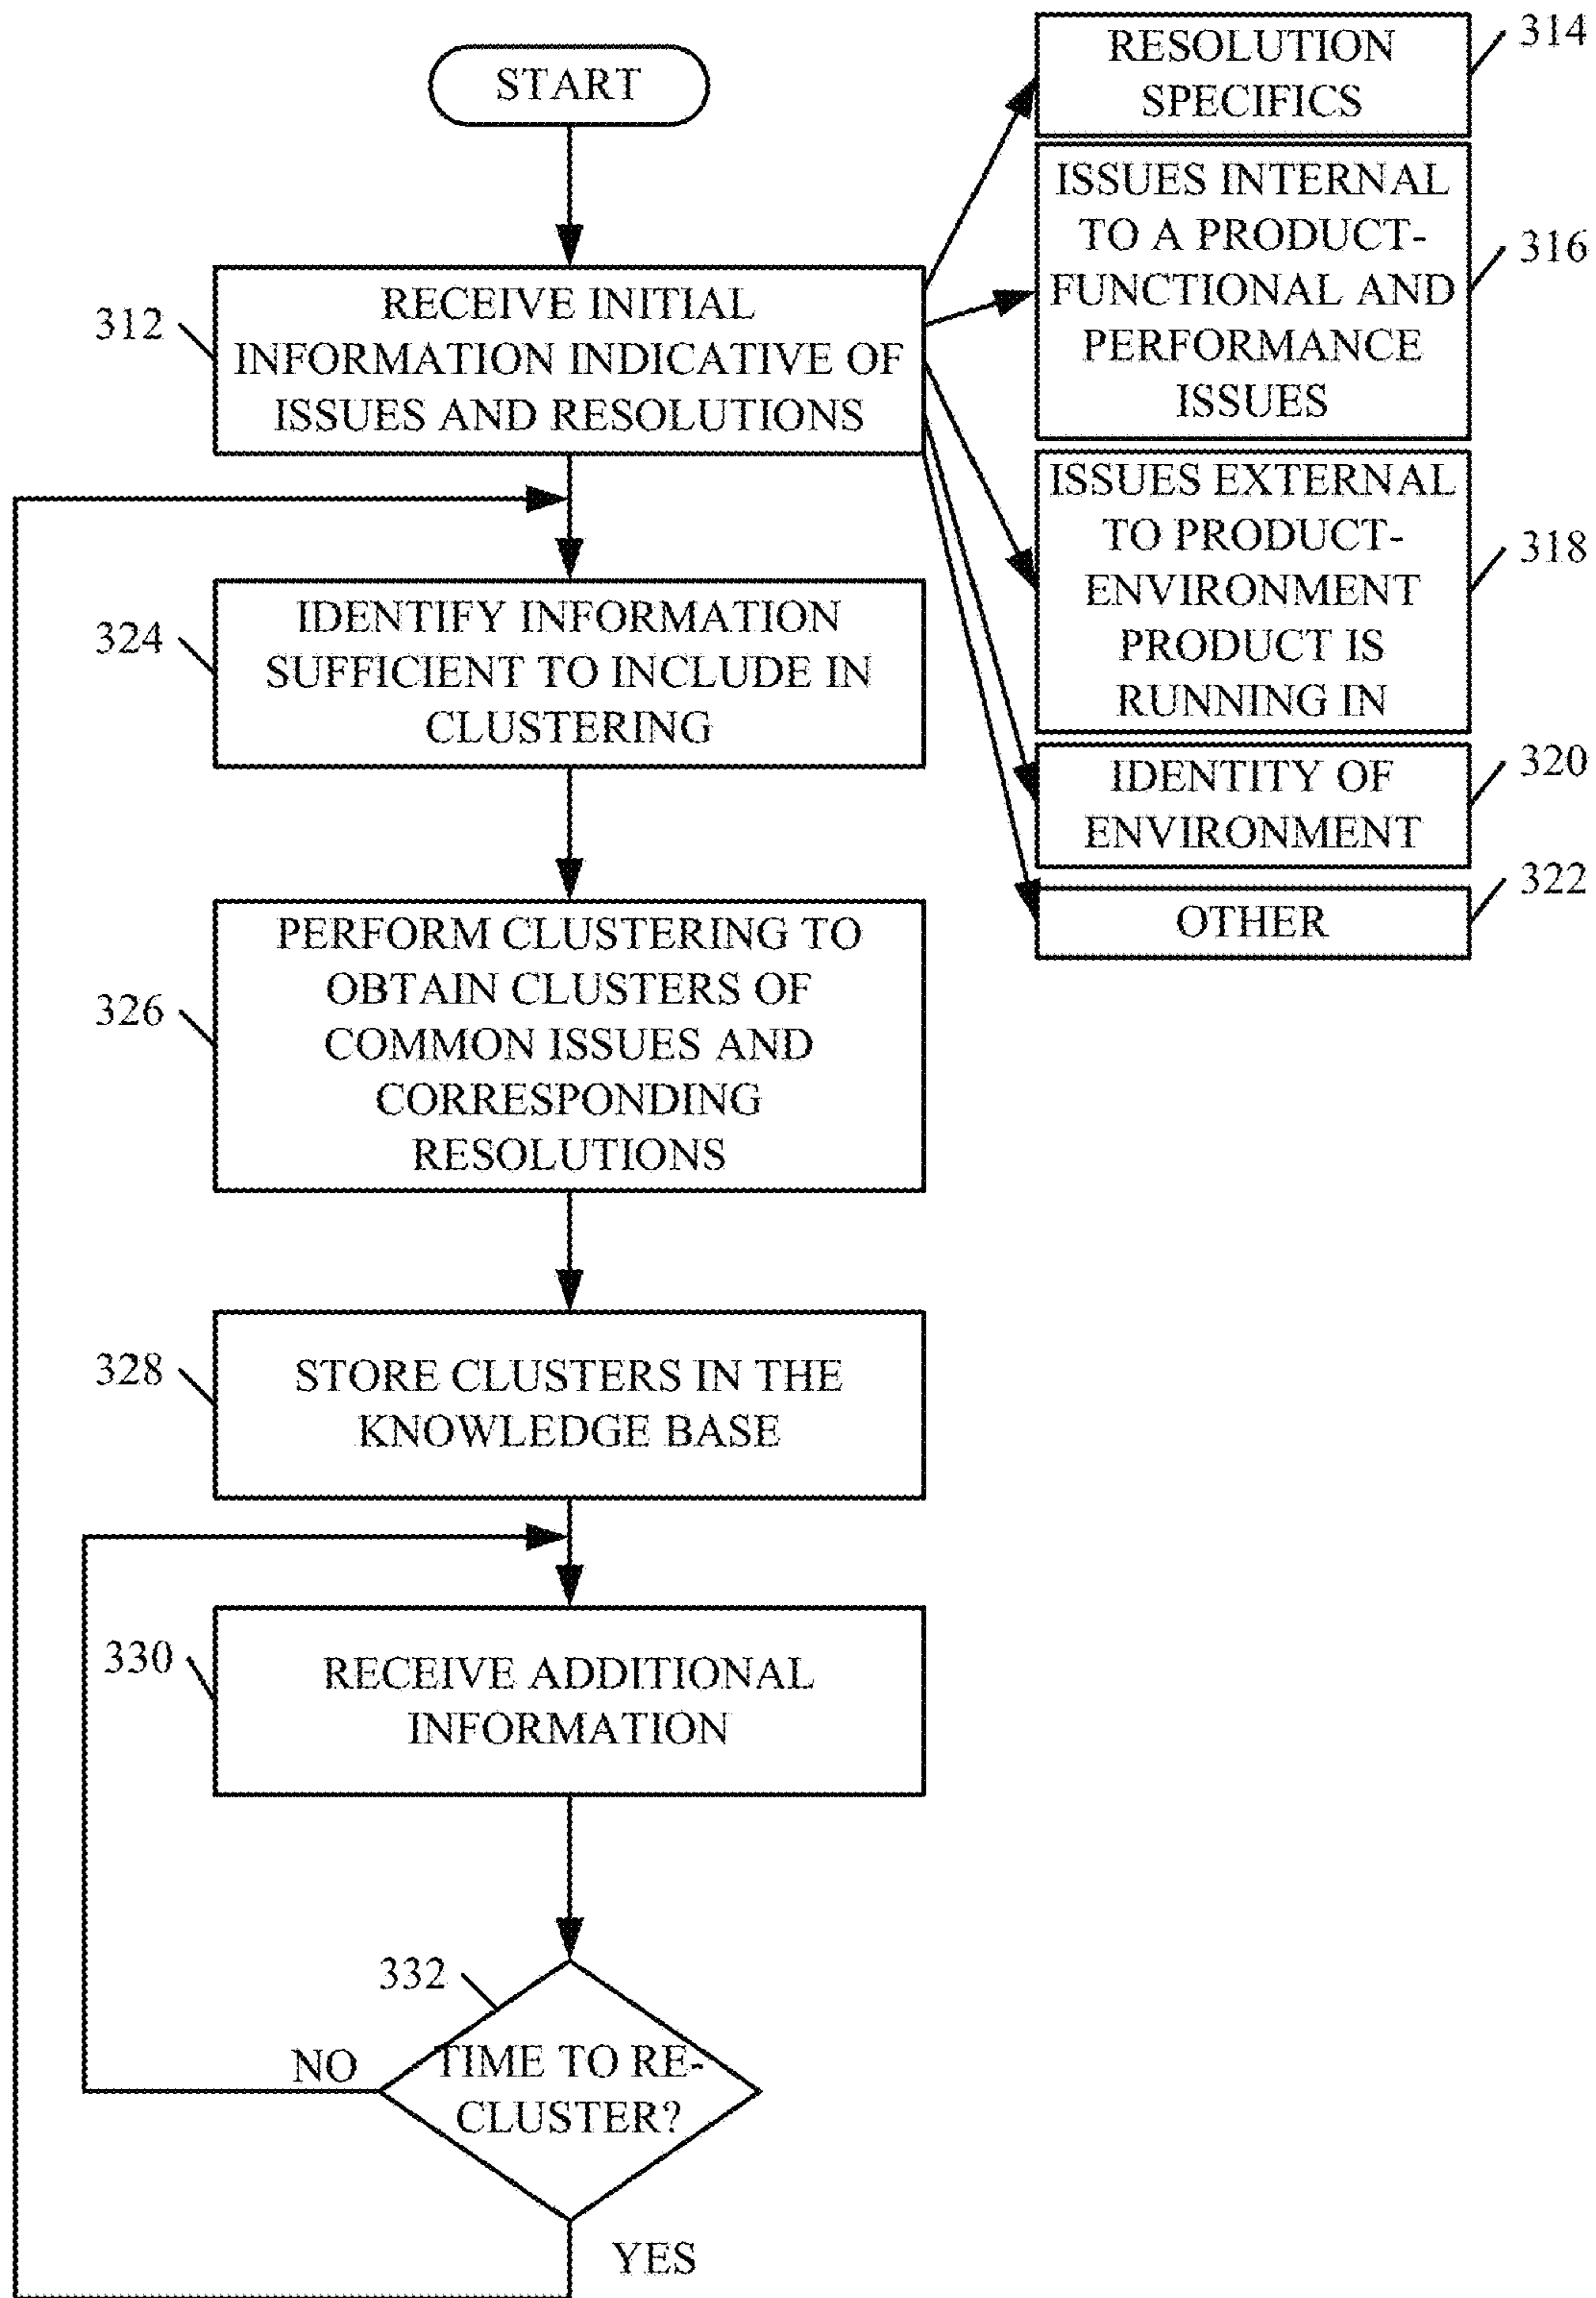 START
312
RECEIVE INITIAL
INFORMATION INDICATIVE OF
ISSUES AND RESOLUTIONS
RESOLUTION
SPECIFICS
314
ISSUES INTERNAL
TO A PRODUCT-
FUNCTIONAL AND
PERFORMANCE
ISSUES
316
ISSUES EXTERNAL
TO PRODUCT-
ENVIRONMENT
PRODUCT IS
RUNNING IN
318
IDENTITY OF
ENVIRONMENT
320
OTHER
322
324
IDENTIFY INFORMATION
SUFFICIENT TO INCLUDE IN
CLUSTERING
326
PERFORM CLUSTERING TO
OBTAIN CLUSTERS OF
COMMON ISSUES AND
CORRESPONDING
RESOLUTIONS
328
STORE CLUSTERS IN THE
KNOWLEDGE BASE
330
RECEIVE ADDITIONAL
INFORMATION
332
TIME TO RE-
CLUSTER?
NO
YES